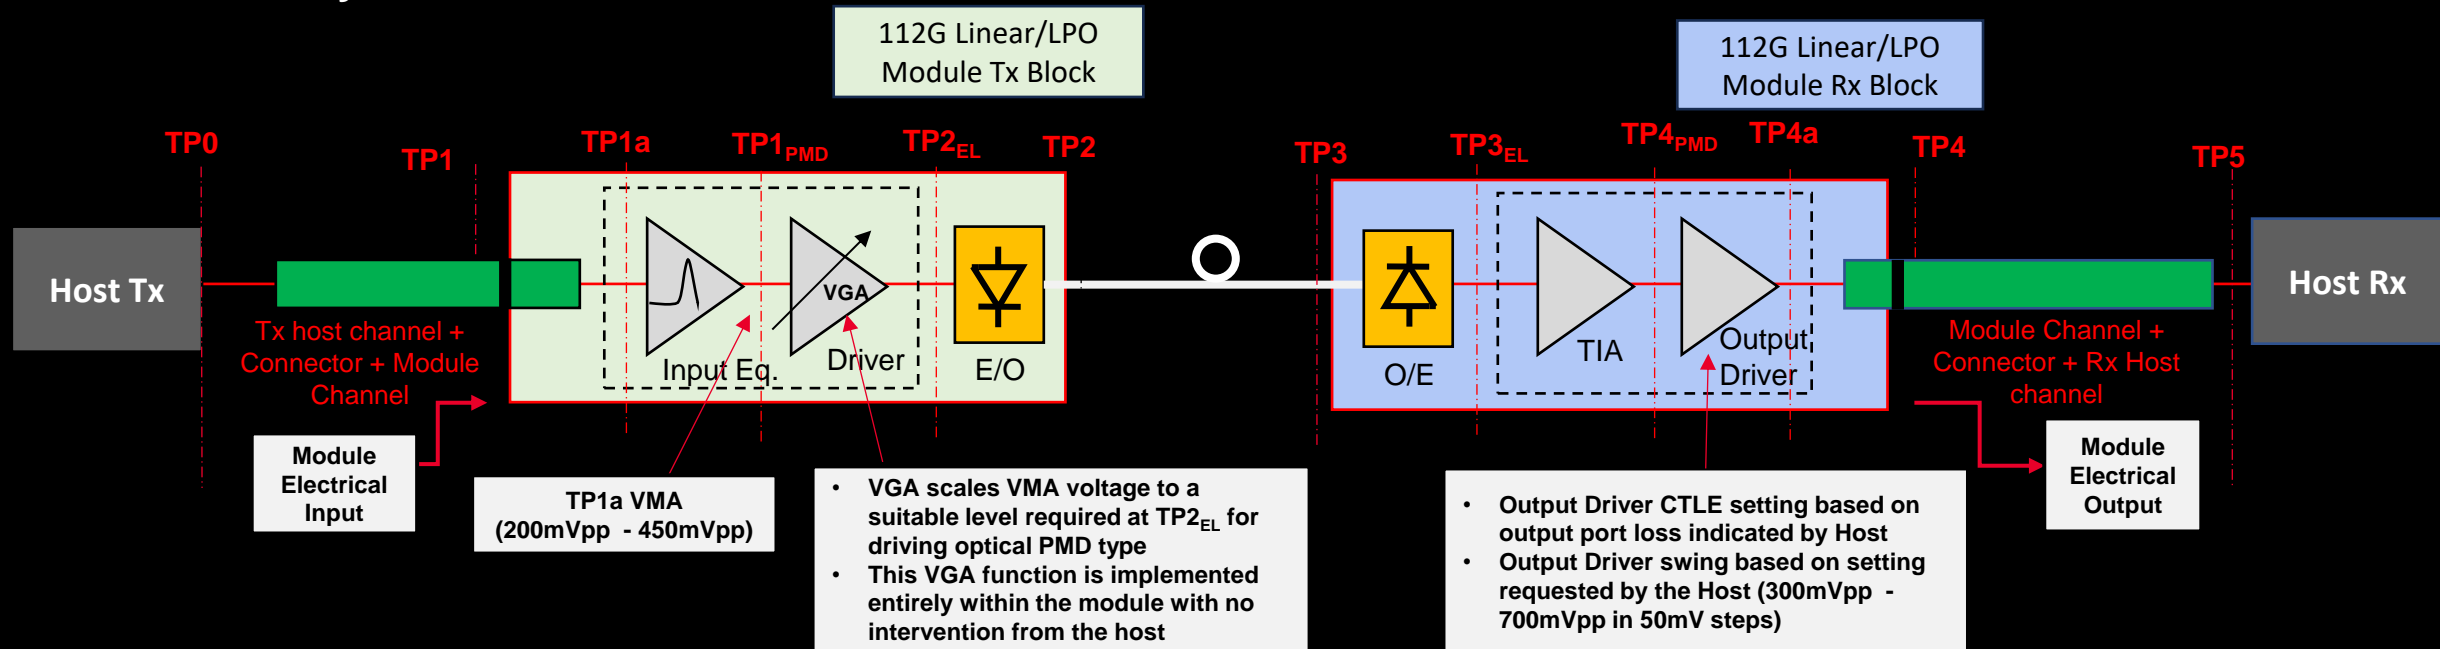 112G Linear/LPO
Module Tx Block
112G Linear/LPO
Module Rx Block
TP0
TP1
TP1a
TP1PMD
TP2EL
TP2
TP3
TP3EL
TP4PMD
TP4a
TP4
TP5
Host Tx
VGA
Host Rx
Tx host channel +
Connector + Module
Channel
Input Eq.
Driver
E/O
O/E
TIA
Output
Driver
Module Channel +
Connector + Rx Host
channel
Module
Electrical
Input
TP1a VMA
(200mVpp - 450mVpp)
• VGA scales VMA voltage to a
suitable level required at TP2EL for
driving optical PMD type
• This VGA function is implemented
entirely within the module with no
intervention from the host
• Output Driver CTLE setting based on
output port loss indicated by Host
• Output Driver swing based on setting
requested by the Host (300mVpp -
700mVpp in 50mV steps)
Module
Electrical
Output